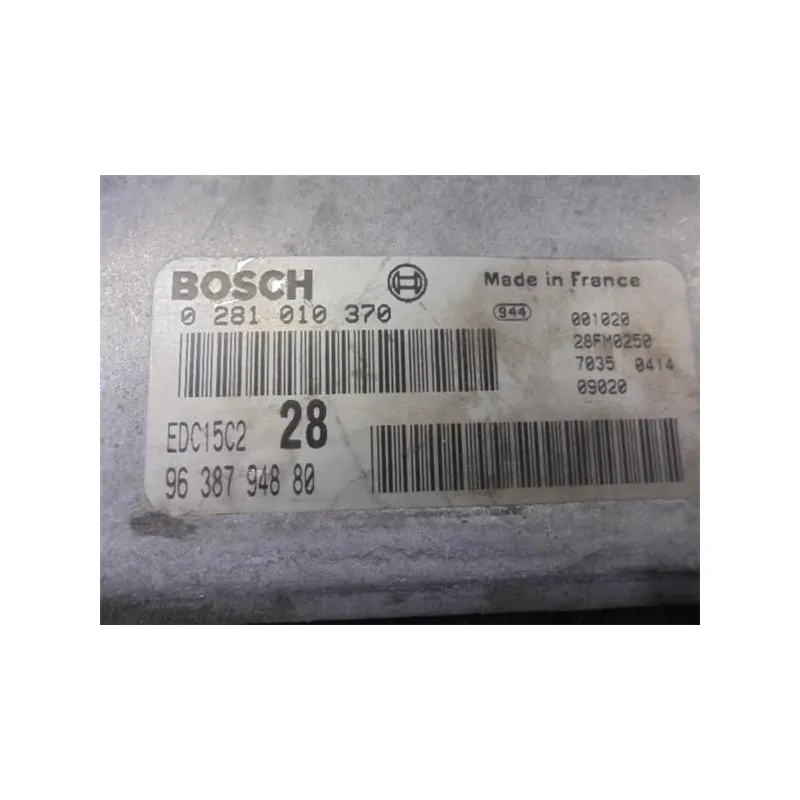 BOSCH Made in France
0 281 010 370 944 001020
28FM0250
7035 0414
09020
EDC15C2 28
96 387 948 80